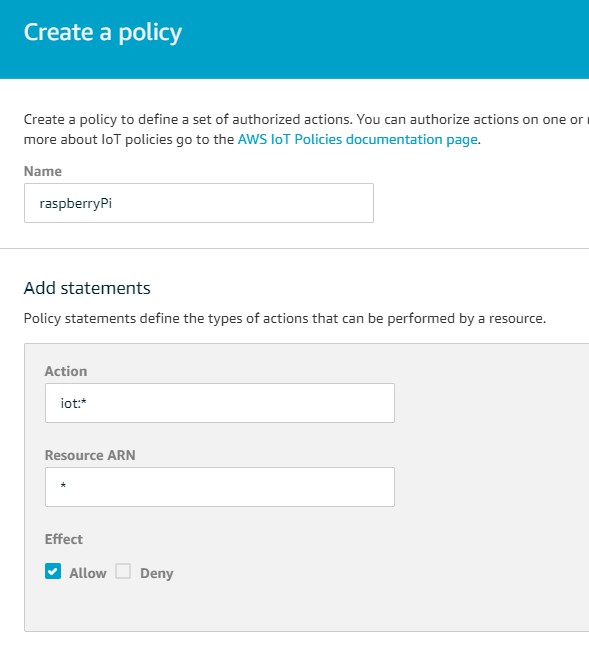 Create a policy
Create a policy to define a set of authorized actions. You can authorize actions on one or
more about IoT policies go to the AWS IoT Policies documentation page.
Name
raspberryPi
Add statements
Policy statements define the types of actions that can be performed by a resource.
Action
iot:*
Resource ARN
*
Effect
Allow Deny